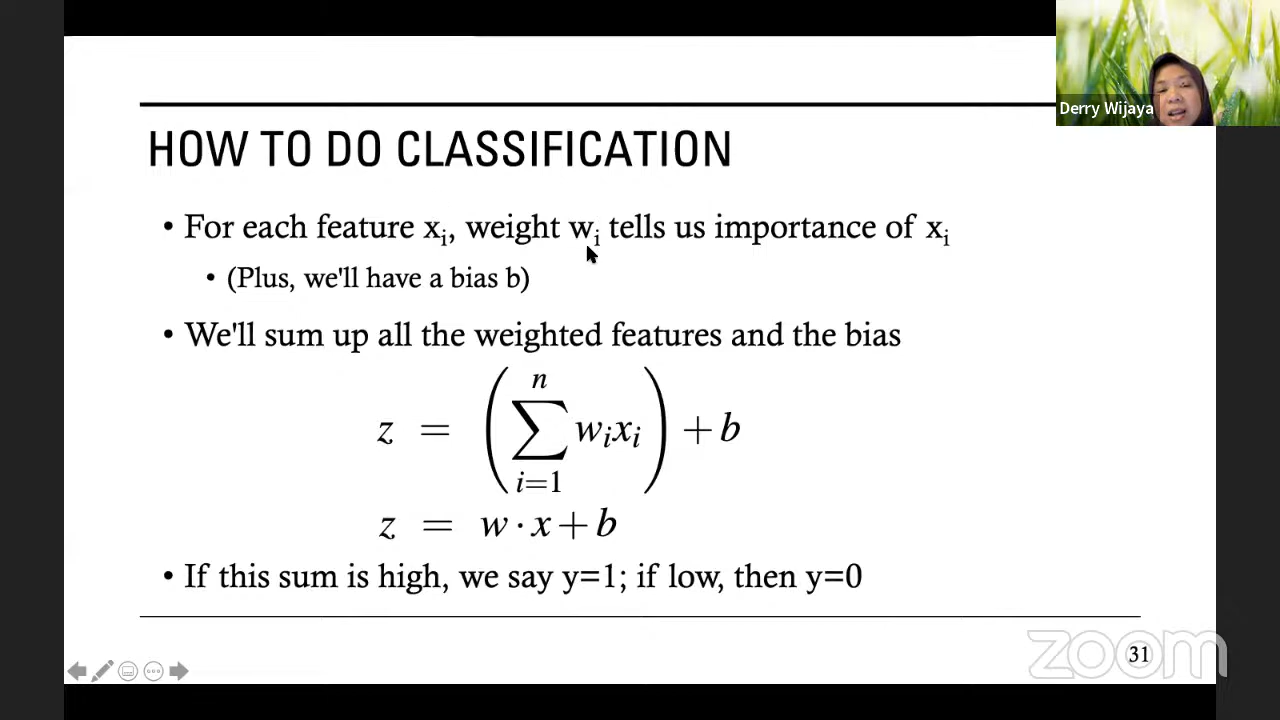 Derry Wijaya
HOW TO DO CLASSIFICATION
• For each feature xᵢ, weight wᵢ tells us importance of xᵢ
• (Plus, we'll have a bias b)
• We'll sum up all the weighted features and the bias
z = (∑ⁿᵢ₌₁ wᵢxᵢ) + b
z = w · x + b
• If this sum is high, we say y=1; if low, then y=0
zoom
31